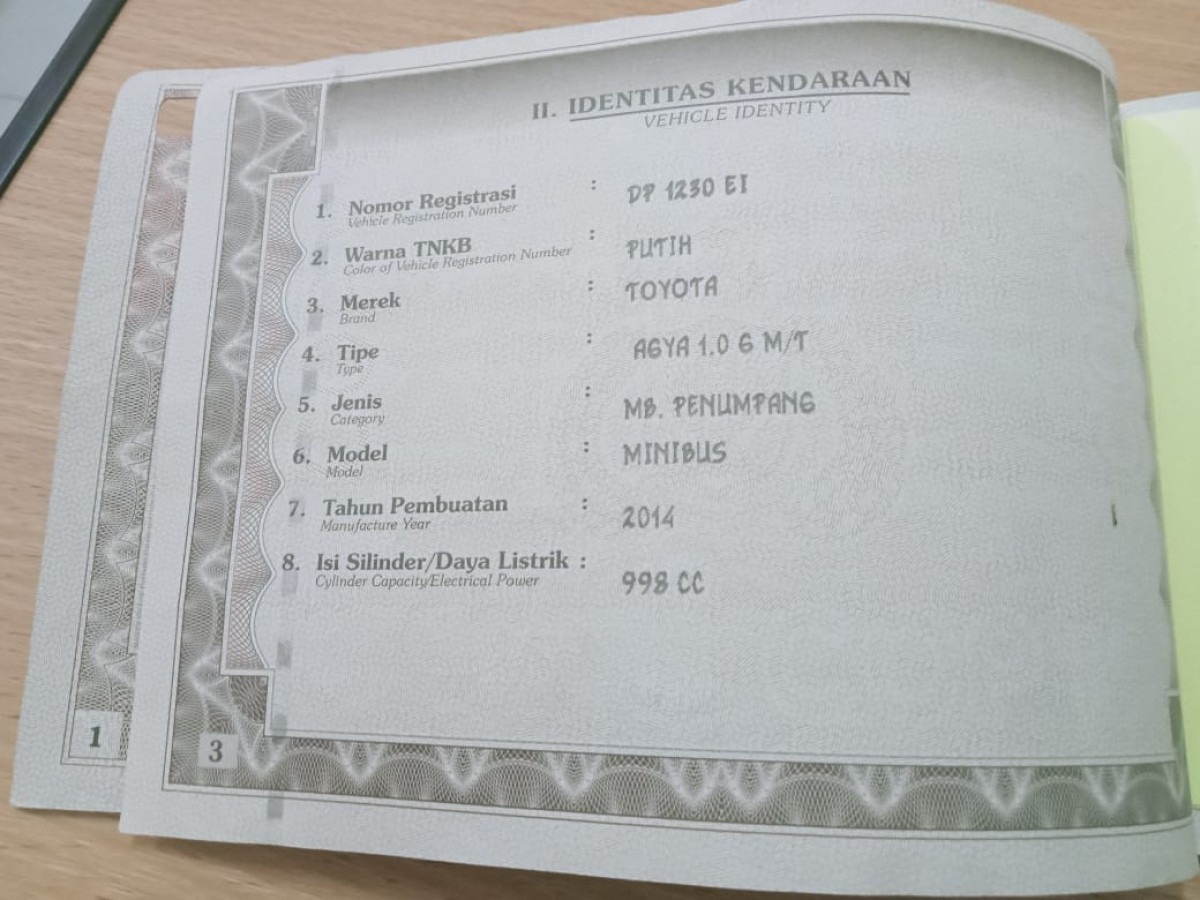 II. IDENTITAS KENDARAAN
VEHICLE IDENTITY
1. Nomor Registrasi : DP 1230 EI
Vehicle Registration Number
2. Warna TNKB : PUTIH
Color of Vehicle Registration Number
3. Merek : TOYOTA
Brand
4. Tipe : AGYA 1.0 G M/T
Type
5. Jenis : MB. PENUMPANG
Category
6. Model : MINIBUS
Model
7. Tahun Pembuatan : 2014
Manufacture Year
8. Isi Silinder/Daya Listrik : 998 CC
Cylinder Capacity/Electrical Power
1
3